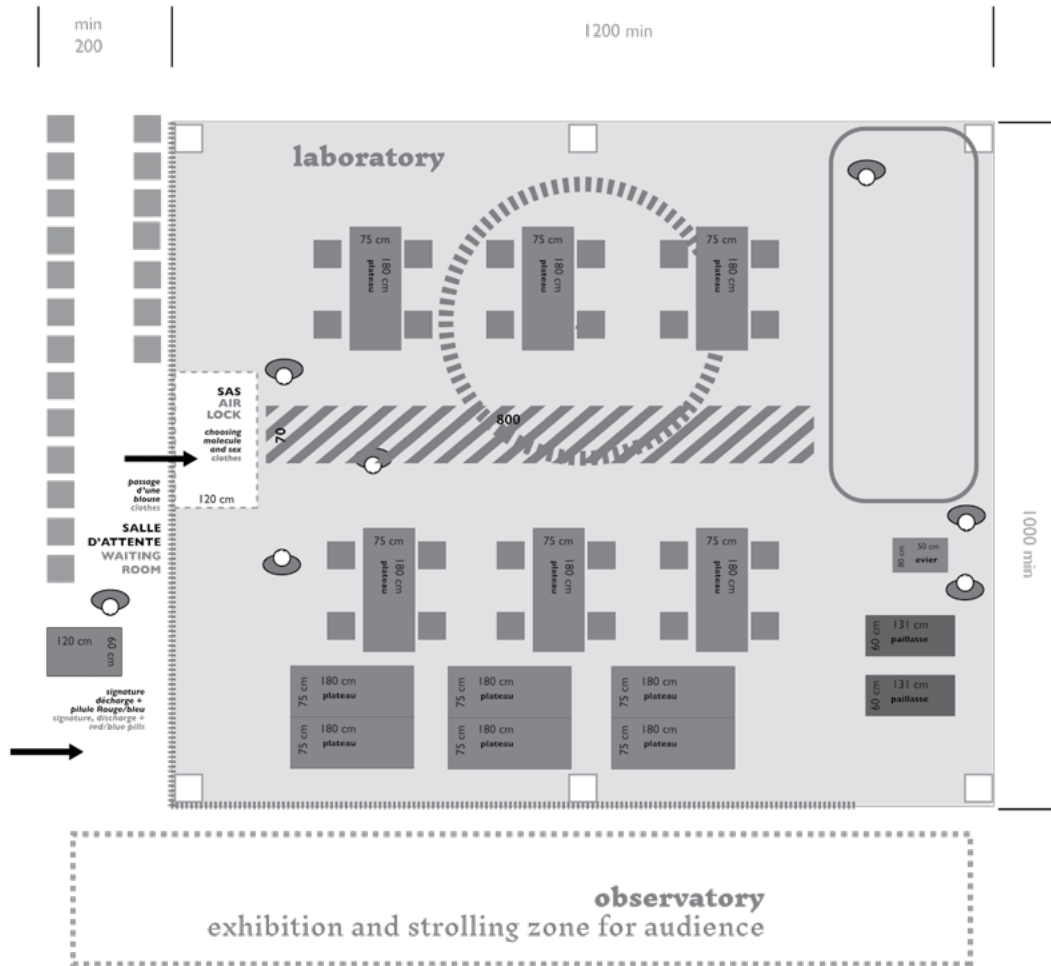 min
200
1200 min
laboratory
75 cm
180 cm
plateau
75 cm
180 cm
plateau
75 cm
180 cm
plateau
SAS
AIR
LOCK
choosing
molecule
and sex
clothes
120 cm
70
800
passage
d'une
blouse
clothes
SALLE
D'ATTENTE
WAITING
ROOM
1000 min
75 cm
180 cm
plateau
75 cm
180 cm
plateau
75 cm
180 cm
plateau
80 cm
50 cm
evier
120 cm
60 cm
60 cm
131 cm
paillasse
60 cm
131 cm
paillasse
signature
décharge +
pilule Rouge/bleu
signature, discharge +
red/blue pills
75 cm
180 cm
plateau
75 cm
180 cm
plateau
75 cm
180 cm
plateau
75 cm
180 cm
plateau
75 cm
180 cm
plateau
75 cm
180 cm
plateau
observatory
exhibition and strolling zone for audience